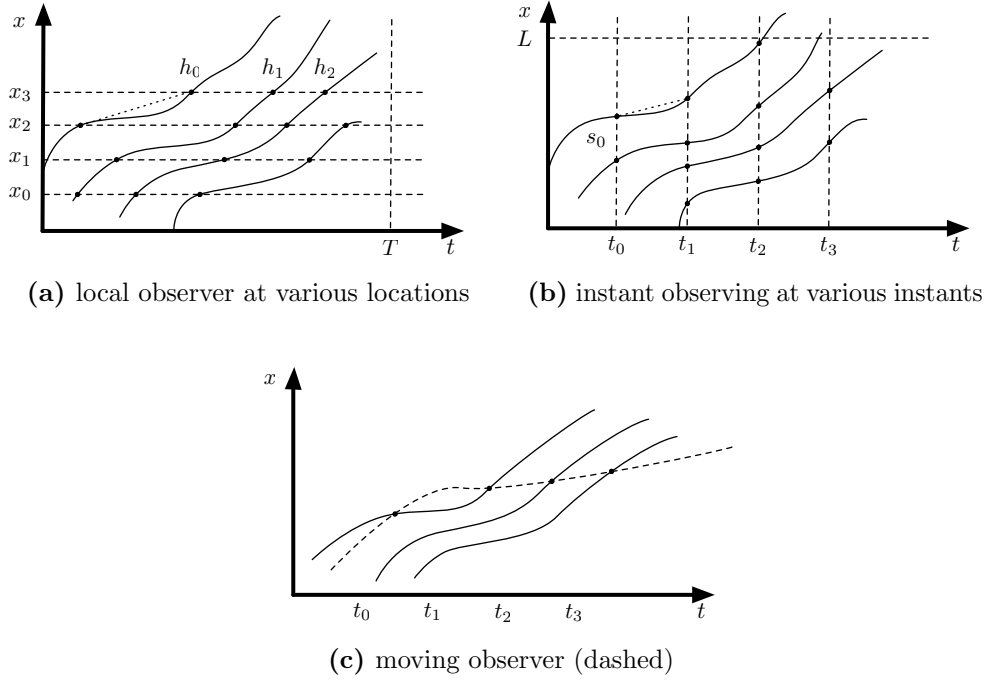 x
h₀ h₁ h₂
x₃
x₂
x₁
x₀
T t
(a) local observer at various locations
x
L
s₀
t₀ t₁ t₂ t₃ t
(b) instant observing at various instants
x
t₀ t₁ t₂ t₃ t
(c) moving observer (dashed)